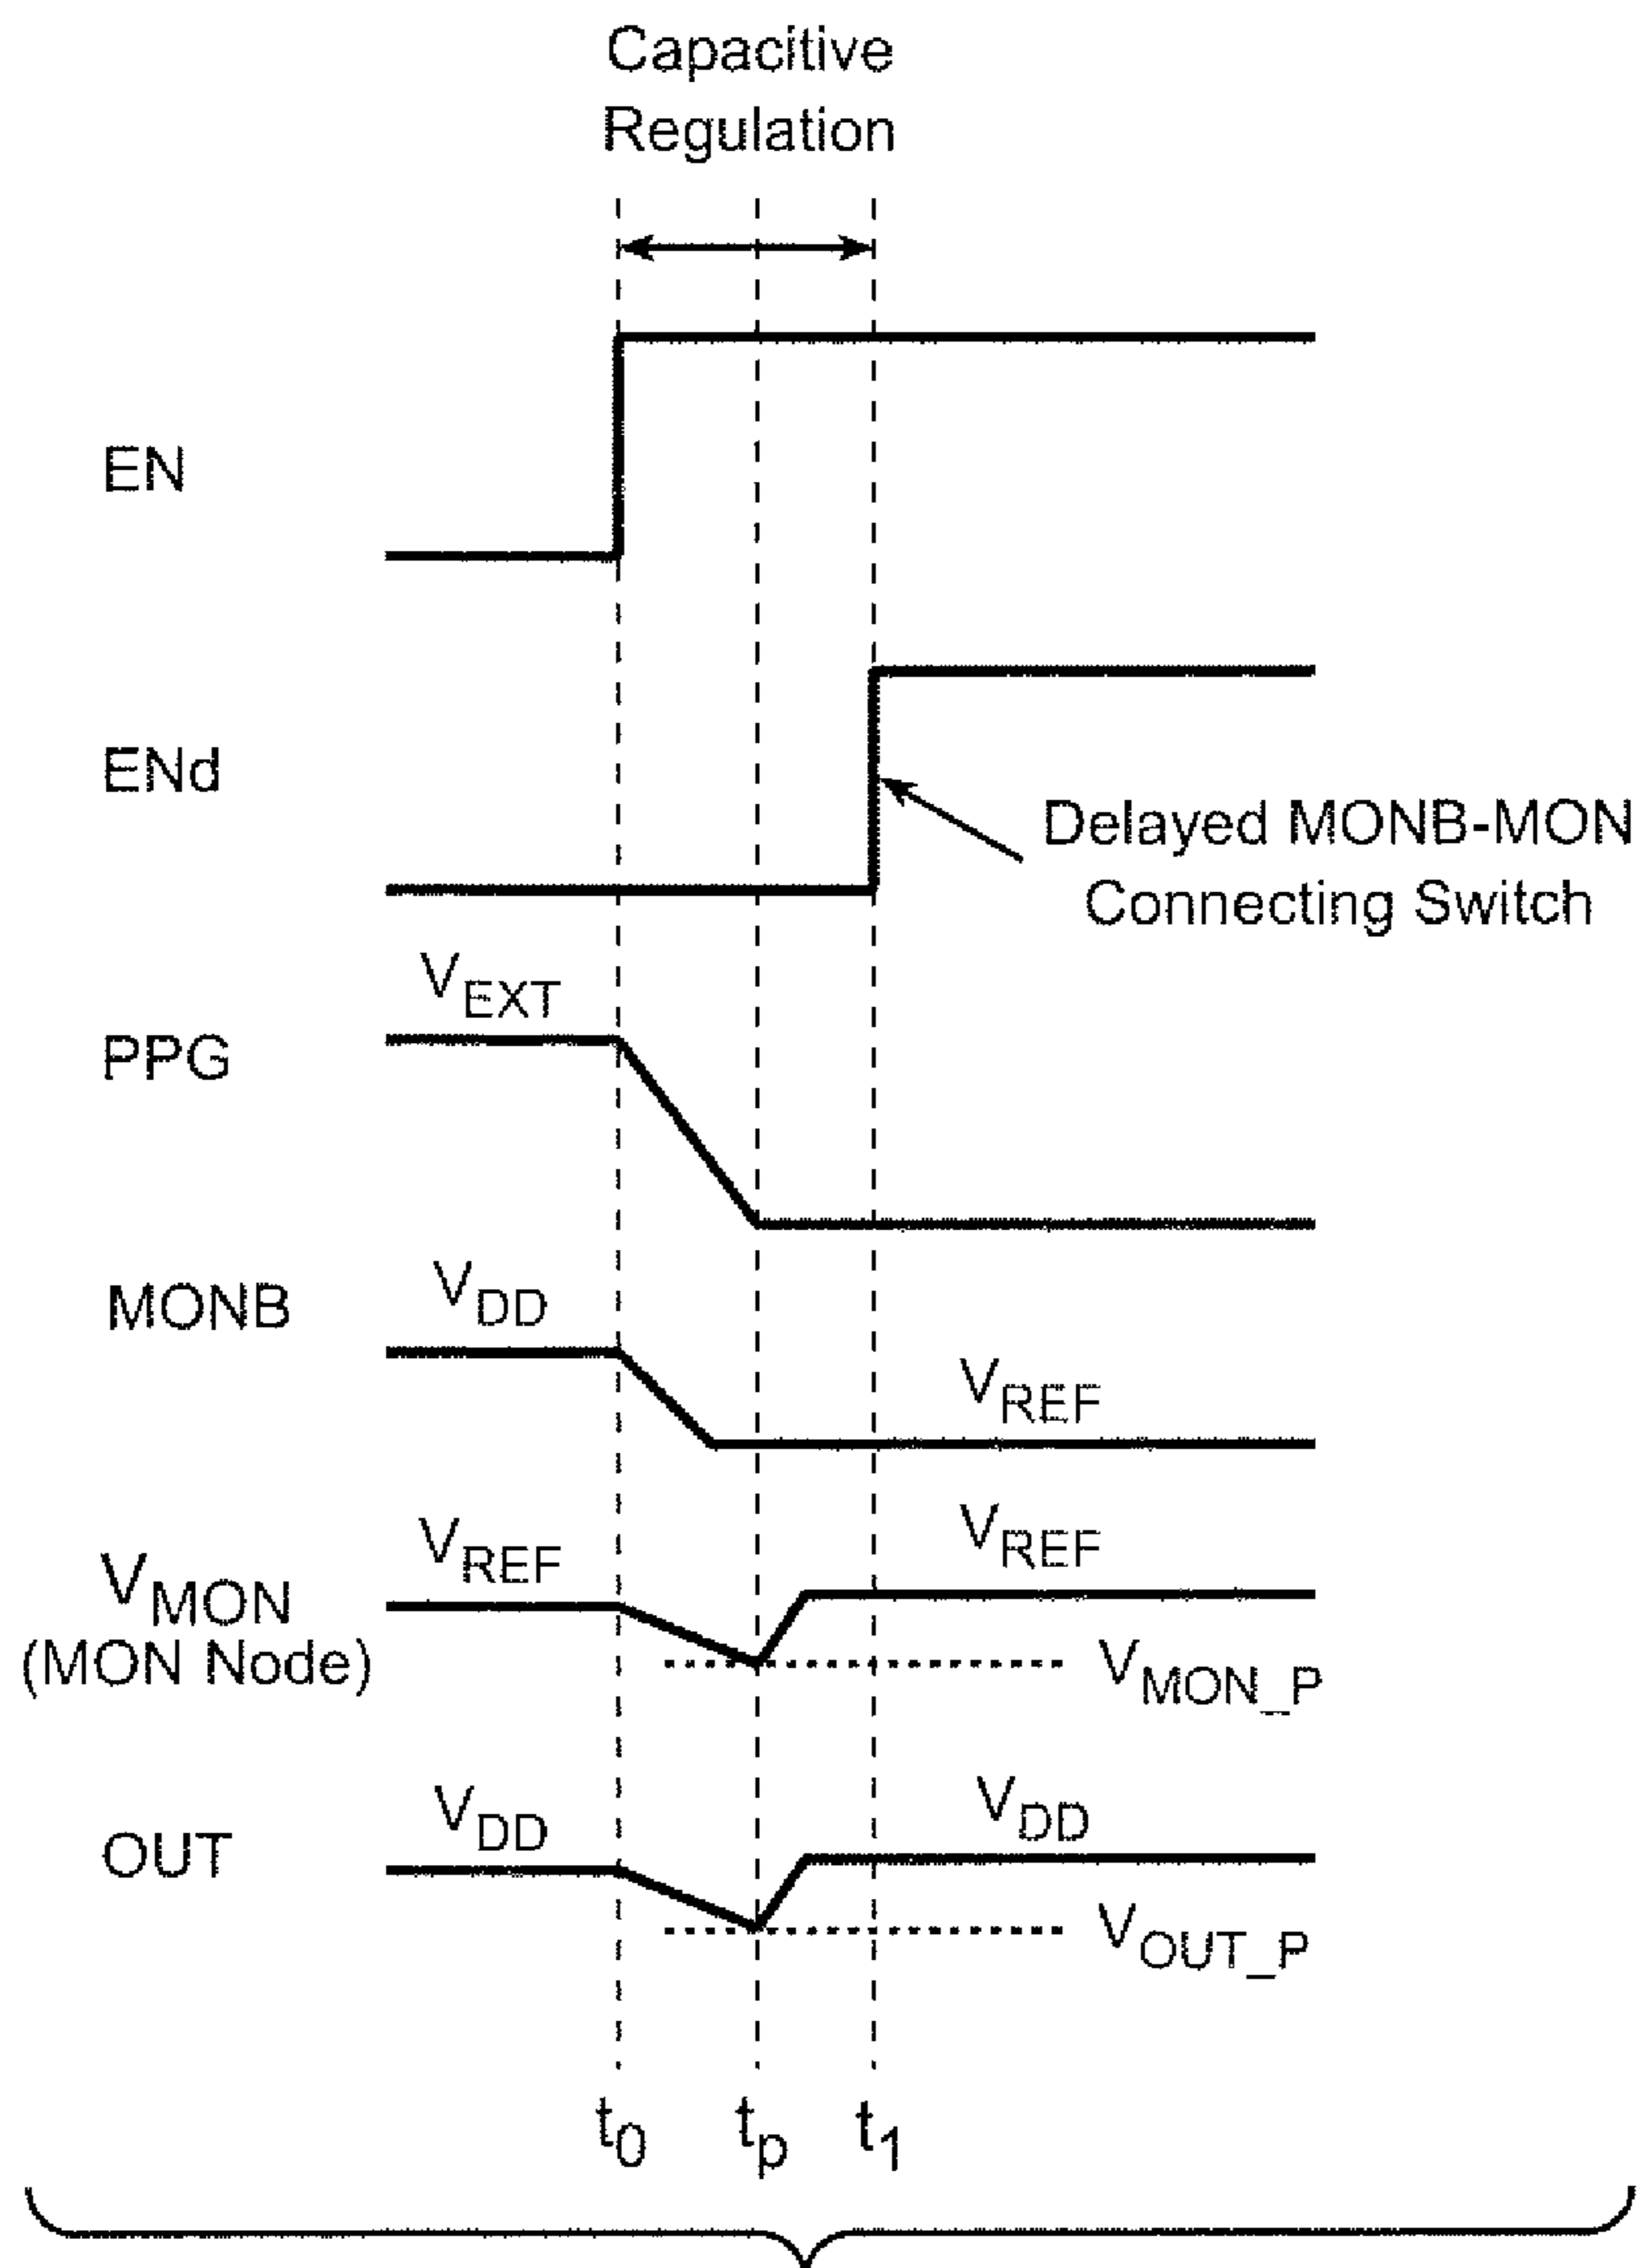 Capacitive
Regulation
EN
ENd
Delayed MONB-MON
Connecting Switch
VEXT
PPG
MONB
VDD
VREF
VREF
VREF
VMON
(MON Node)
VMON_P
VDD
VDD
OUT
VOUT_P
t0 tp t1